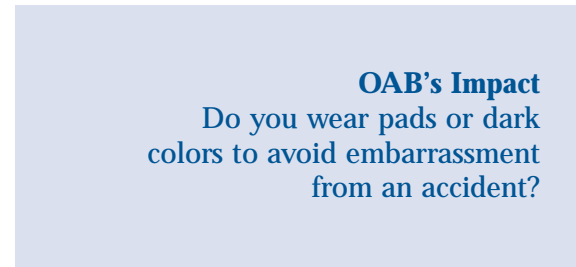 OAB’s Impact
Do you wear pads or dark
colors to avoid embarrassment
from an accident?